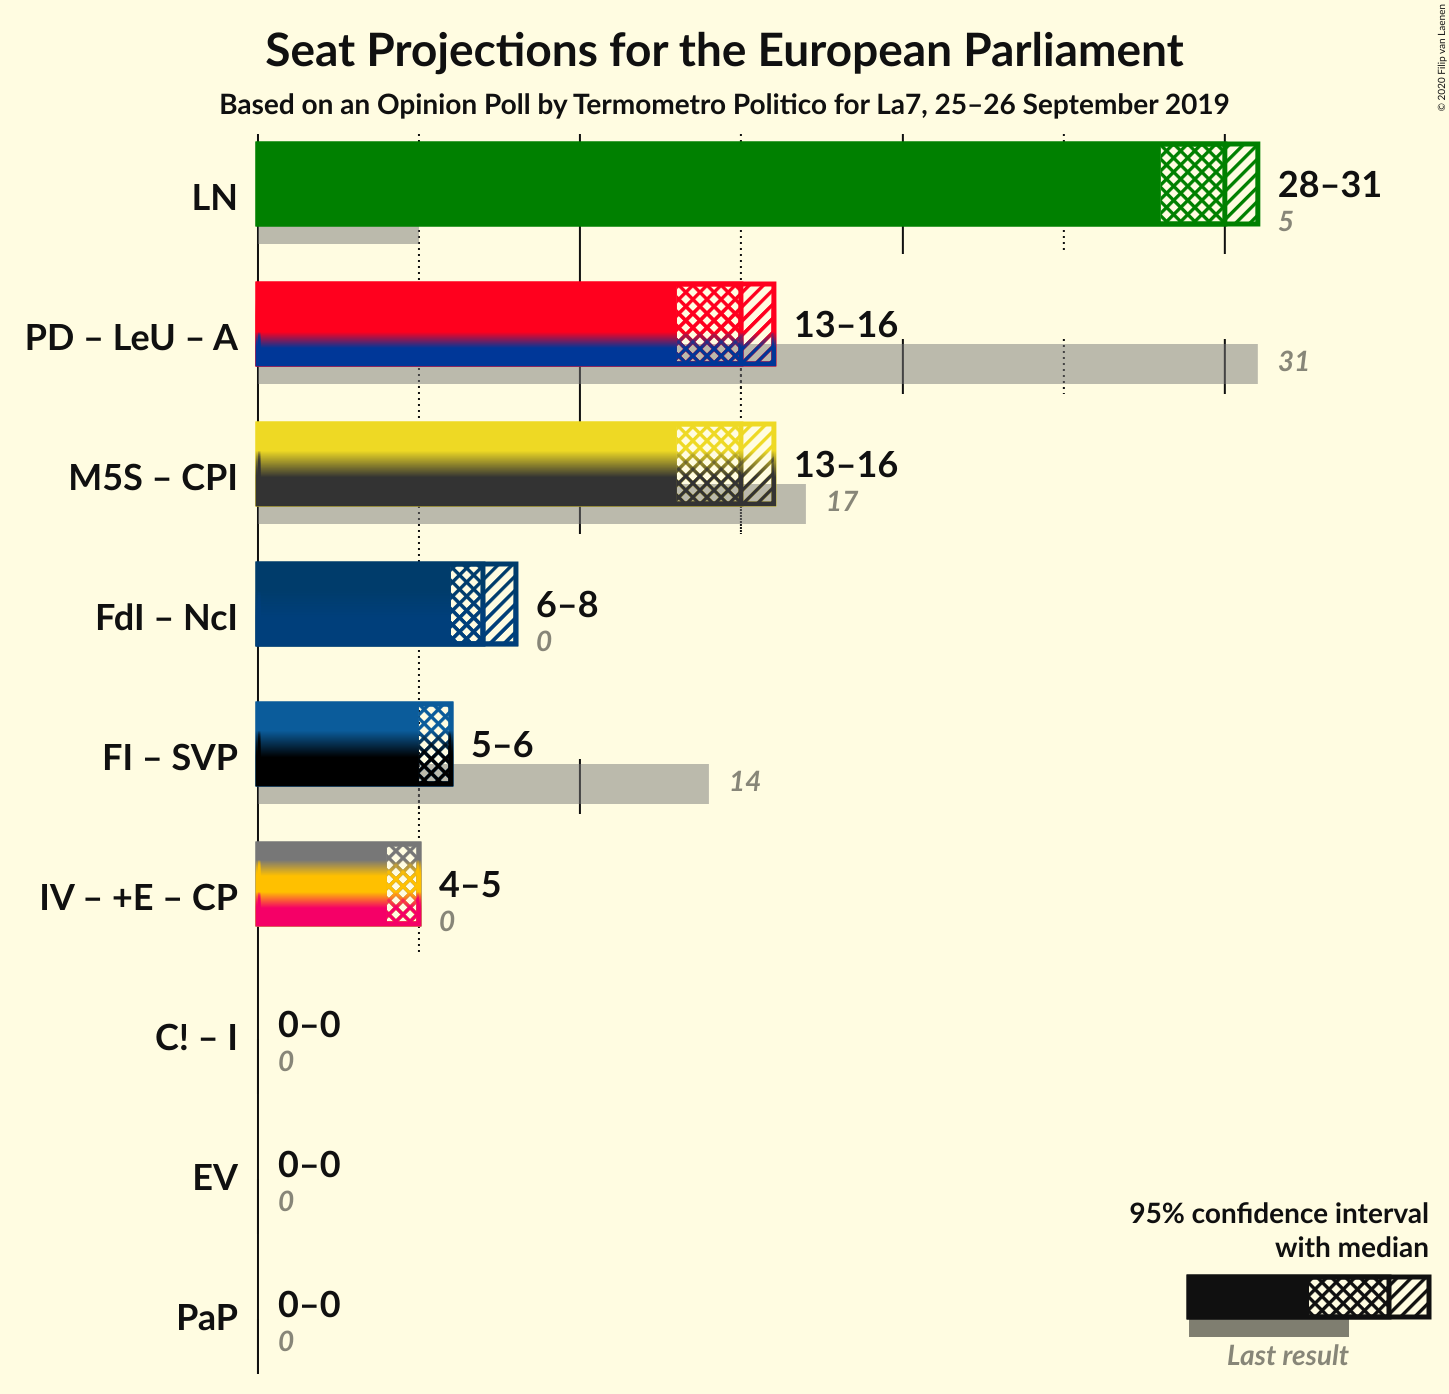 Seat Projections for the European Parliament
Based on an Opinion Poll by Termometro Politico for La7, 25–26 September 2019
© 2020 Filip van Laenen
LN
28–31
5
PD – LeU – A
13–16
31
M5S – CPI
13–16
17
FdI – NcI
6–8
0
FI – SVP
5–6
14
IV – +E – CP
4–5
0
C! – I
0–0
0
EV
0–0
0
PaP
0–0
0
95% confidence interval
with median
Last result